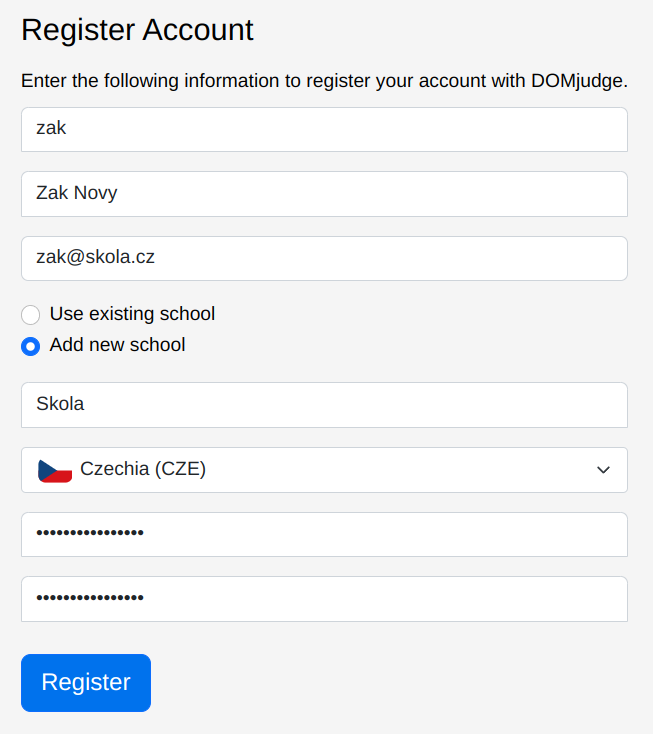 Register Account
Enter the following information to register your account with DOMjudge.
zak
Zak Novy
zak@skola.cz
Use existing school
Add new school
Skola
Czechia (CZE)
••••••••••••••••
••••••••••••••••
Register